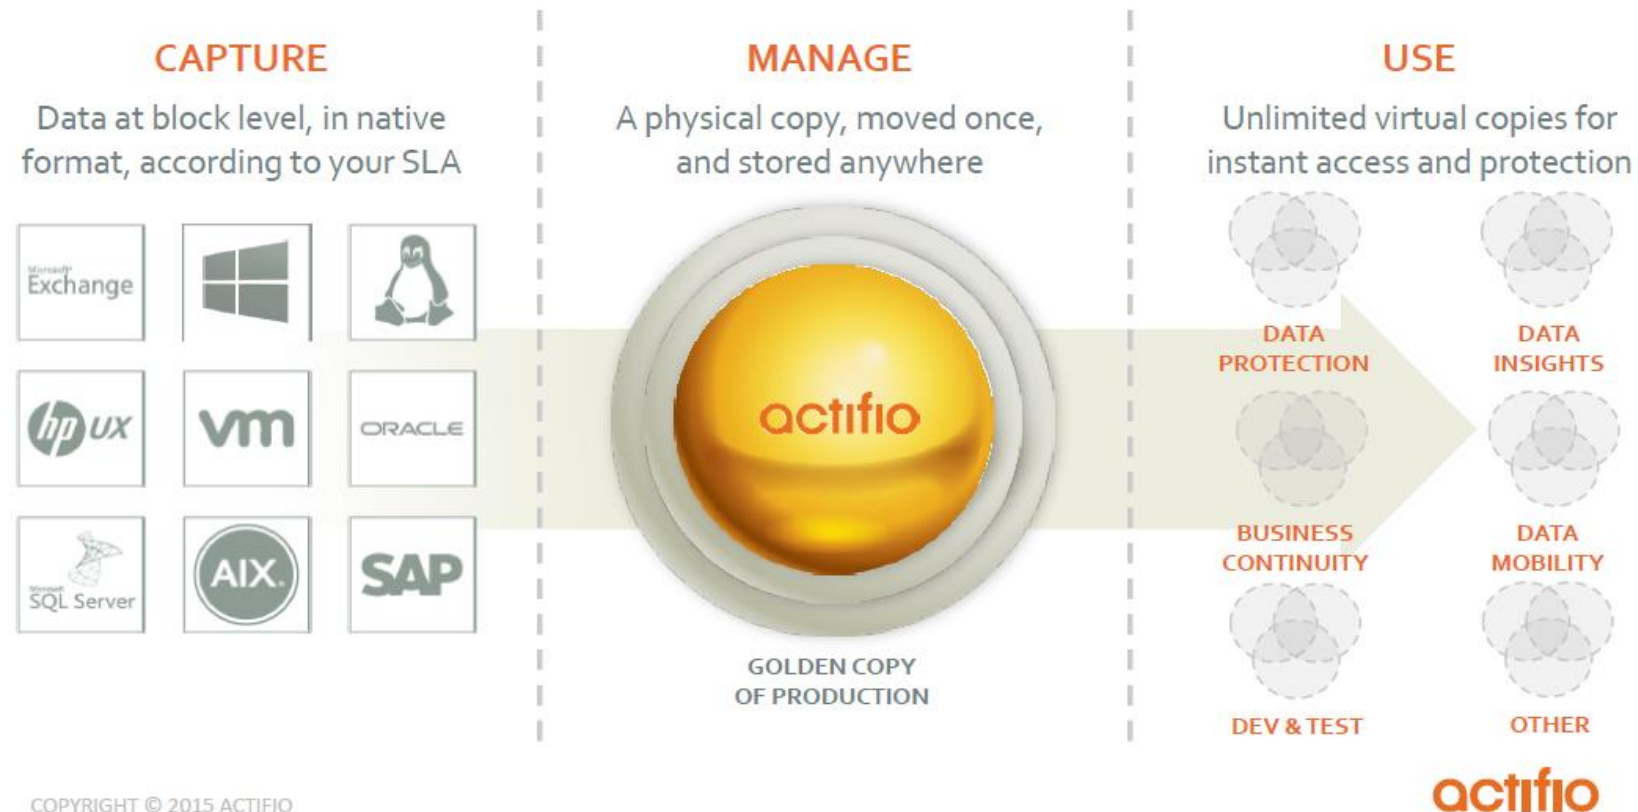 CAPTURE
Data at block level, in native
format, according to your SLA
Microsoft
Exchange
hp UX
vm
ORACLE
Microsoft
SQL Server
AIX
SAP
MANAGE
A physical copy, moved once,
and stored anywhere
actifio
GOLDEN COPY
OF PRODUCTION
USE
Unlimited virtual copies for
instant access and protection
DATA
PROTECTION
DATA
INSIGHTS
BUSINESS
CONTINUITY
DATA
MOBILITY
DEV & TEST
OTHER
COPYRIGHT © 2015 ACTIFIO
actifio